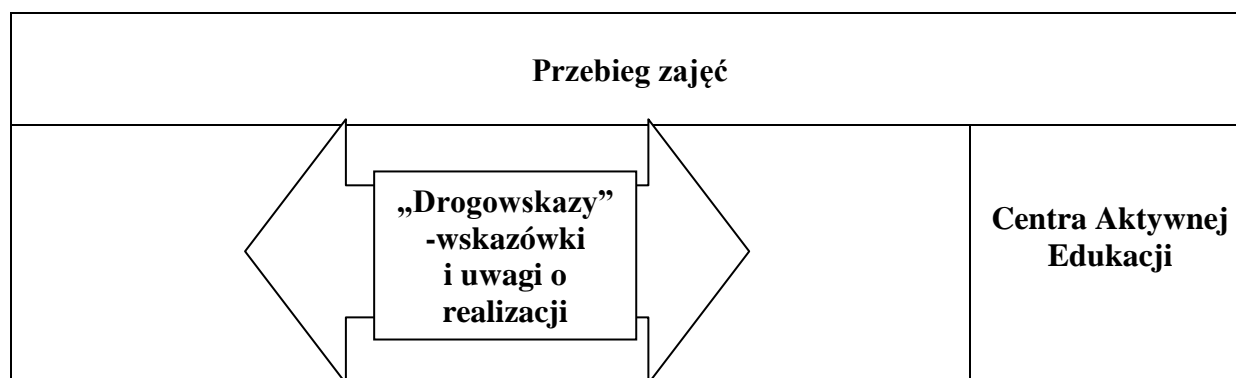 Przebieg zajęć
„Drogowskazy”
-wskazówki
i uwagi o
realizacji
Centra Aktywnej
Edukacji